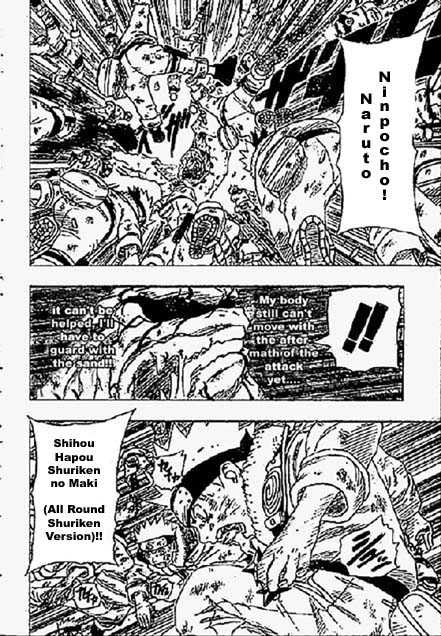 Ninpocho!
Naruto
!!
My body
still can't
move with
the after
math of the
attack
yet....
it can't be
helped, I'll
have to
guard with
the sand!!
Shihou
Hapou
Shuriken
no Maki
(All Round
Shuriken
Version)!!